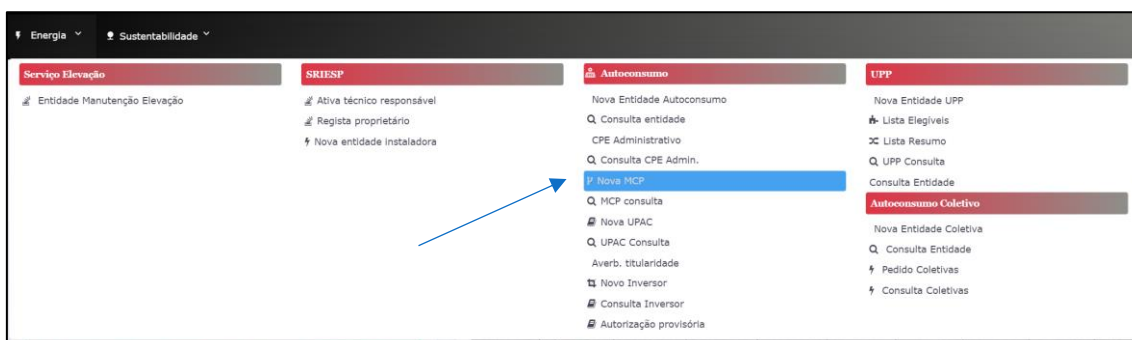 Energia
Sustentabilidade
Serviço Elevação
Entidade Manutenção Elevação
SRIESP
Ativa técnico responsável
Regista proprietário
Nova entidade instaladora
Autoconsumo
Nova Entidade Autoconsumo
Consulta entidade
CPE Administrativo
Consulta CPE Admin.
Nova MCP
MCP consulta
Nova UPAC
UPAC Consulta
Averb. titularidade
Novo Inversor
Consulta Inversor
Autorização provisória
UPP
Nova Entidade UPP
Lista Elegíveis
Lista Resumo
UPP Consulta
Consulta Entidade
Autoconsumo Coletivo
Nova Entidade Coletiva
Consulta Entidade
Pedido Coletivas
Consulta Coletivas